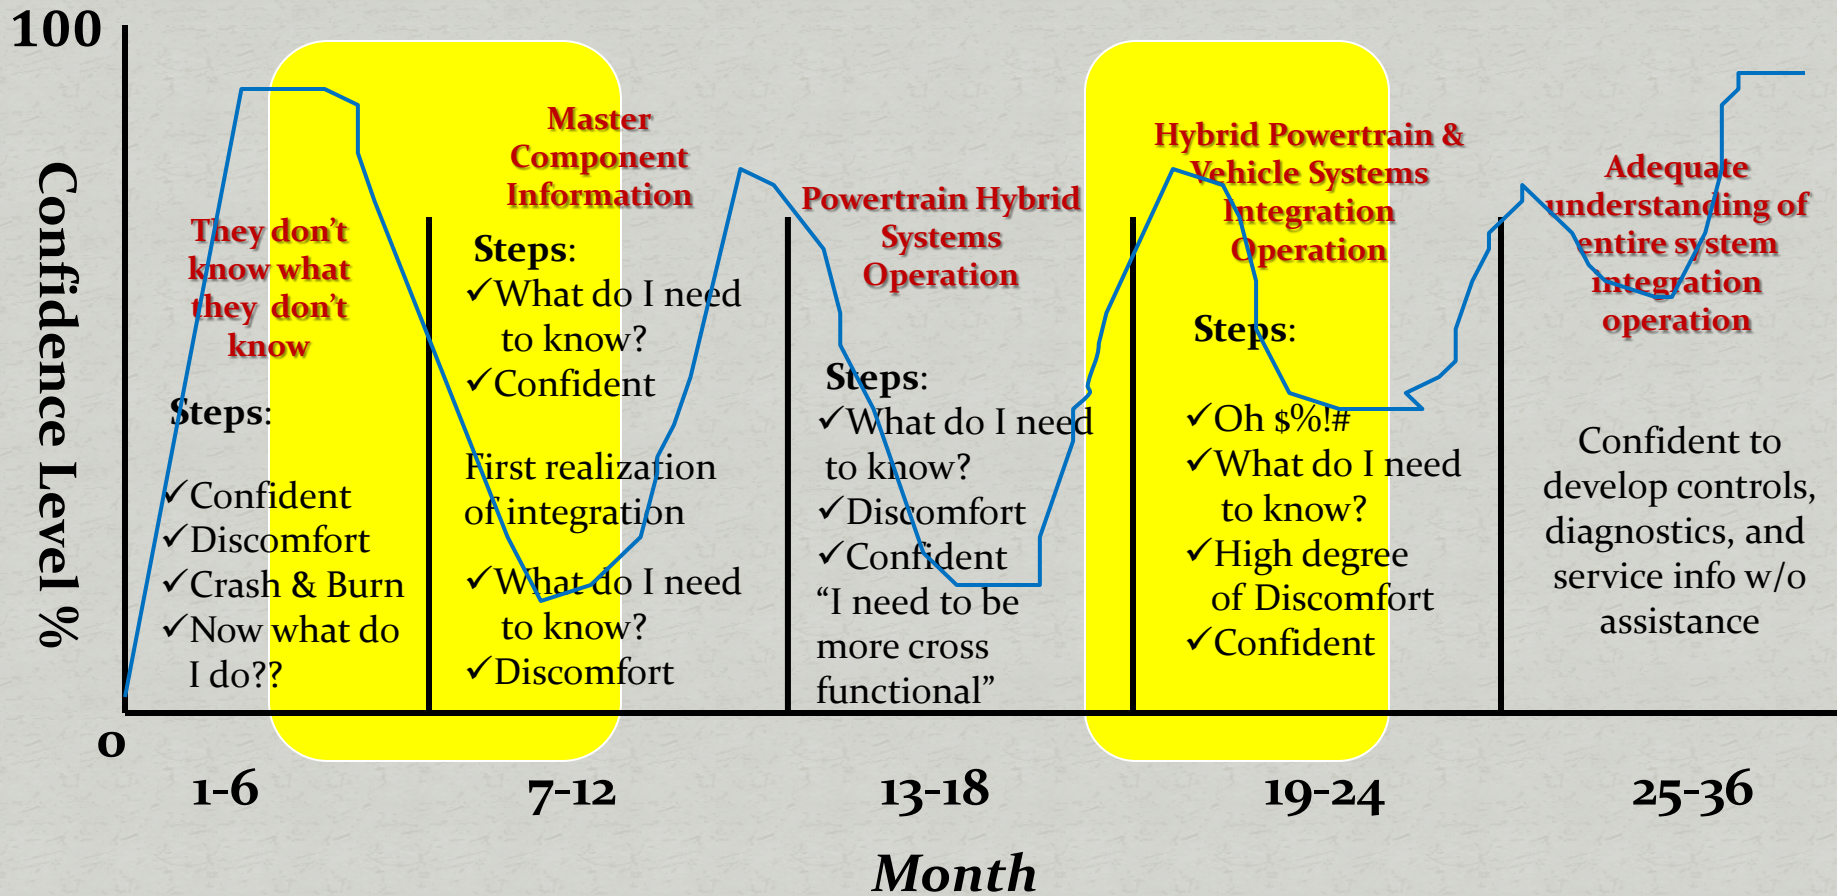 100
Confidence Level %
0
They don’t
know what
they don’t
know
Steps:
✓Confident
✓Discomfort
✓Crash & Burn
✓Now what do
I do??
Master
Component
Information
Steps:
✓What do I need
to know?
✓Confident
First realization
of integration
✓What do I need
to know?
✓Discomfort
Powertrain Hybrid
Systems
Operation
Steps:
✓What do I need
to know?
✓Discomfort
✓Confident
“I need to be
more cross
functional”
Hybrid Powertrain &
Vehicle Systems
Integration
Operation
Steps:
✓Oh $%!#
✓What do I need
to know?
✓High degree
of Discomfort
✓Confident
Adequate
understanding of
entire system
integration
operation
Confident to
develop controls,
diagnostics, and
service info w/o
assistance
1-6
7-12
13-18
19-24
25-36
Month